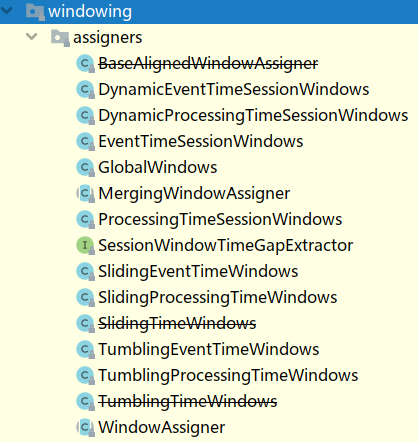 windowing
assigners
BaseAlignedWindowAssigner
DynamicEventTimeSessionWindows
DynamicProcessingTimeSessionWindows
EventTimeSessionWindows
GlobalWindows
MergingWindowAssigner
ProcessingTimeSessionWindows
SessionWindowTimeGapExtractor
SlidingEventTimeWindows
SlidingProcessingTimeWindows
SlidingTimeWindows
TumblingEventTimeWindows
TumblingProcessingTimeWindows
TumblingTimeWindows
WindowAssigner